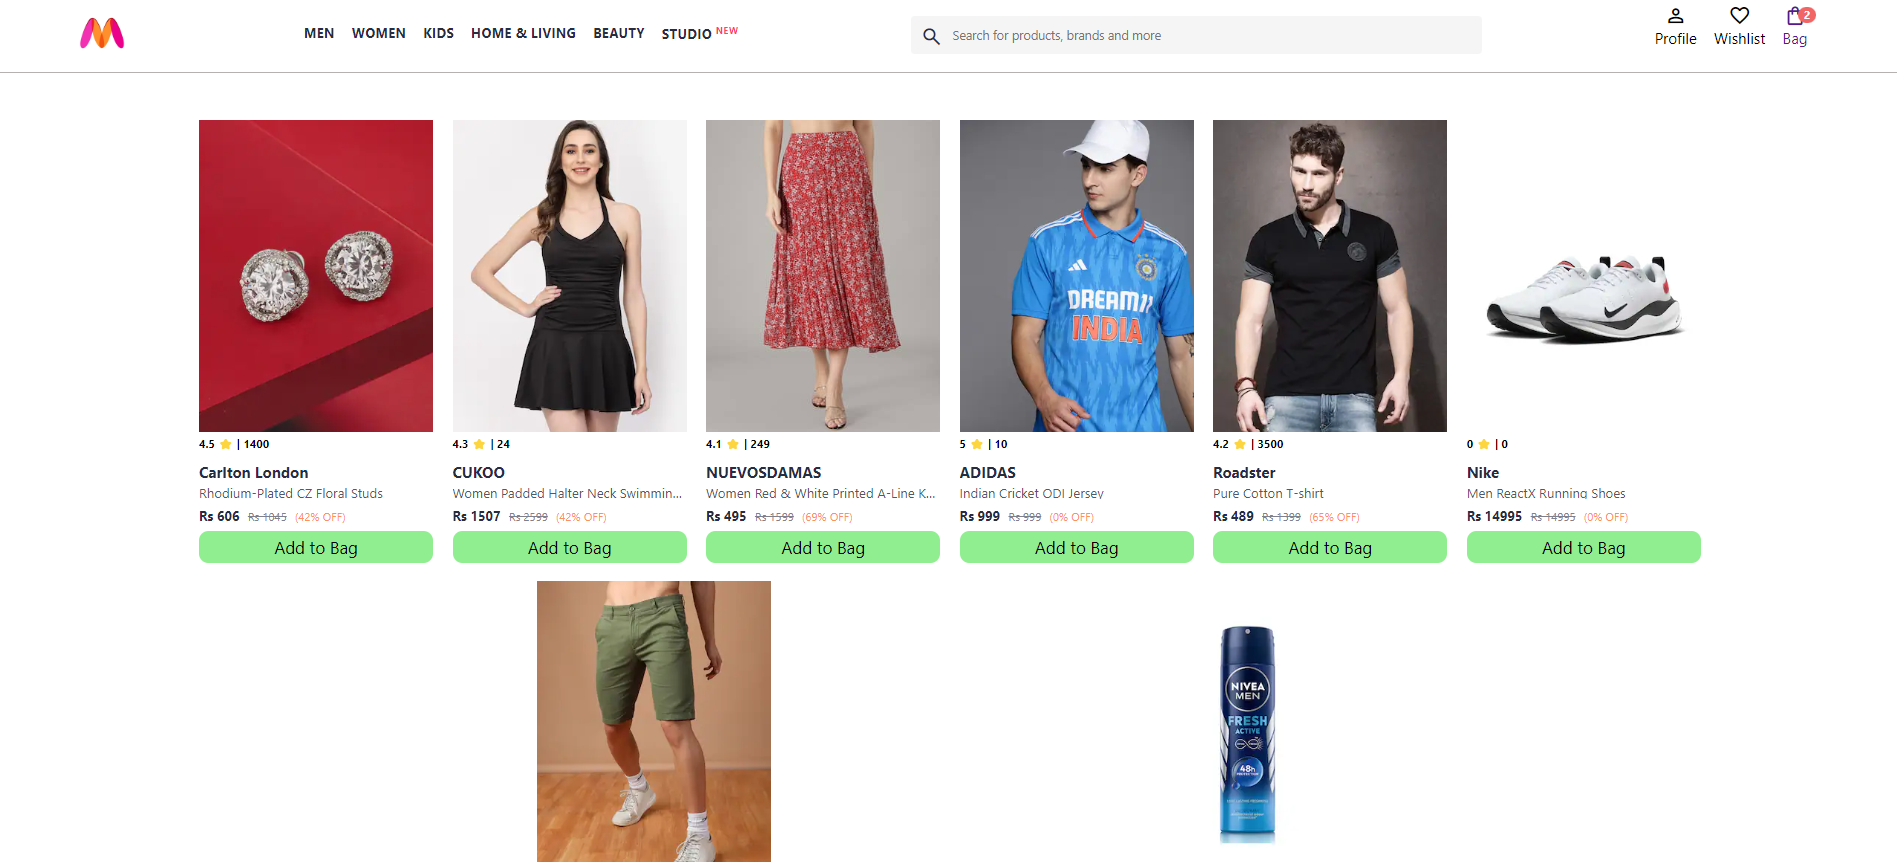 MEN WOMEN KIDS HOME & LIVING BEAUTY STUDIO NEW
Search for products, brands and more
Profile Wishlist Bag 2
DREAM11
INDIA
4.5 ⭐ | 1400
Carlton London
Rhodium-Plated CZ Floral Studs
Rs 606 Rs 1045 (42% OFF)
Add to Bag
4.3 ⭐ | 24
CUKOO
Women Padded Halter Neck Swimmin...
Rs 1507 Rs 2599 (42% OFF)
Add to Bag
4.1 ⭐ | 249
NUEVOSDAMAS
Women Red & White Printed A-Line K...
Rs 495 Rs 1599 (69% OFF)
Add to Bag
5 ⭐ | 10
ADIDAS
Indian Cricket ODI Jersey
Rs 999 Rs 999 (0% OFF)
Add to Bag
4.2 ⭐ | 3500
Roadster
Pure Cotton T-shirt
Rs 489 Rs 1399 (65% OFF)
Add to Bag
0 ⭐ | 0
Nike
Men ReactX Running Shoes
Rs 14995 Rs 14995 (0% OFF)
Add to Bag
NIVEA
MEN
FRESH
ACTIVE
48h